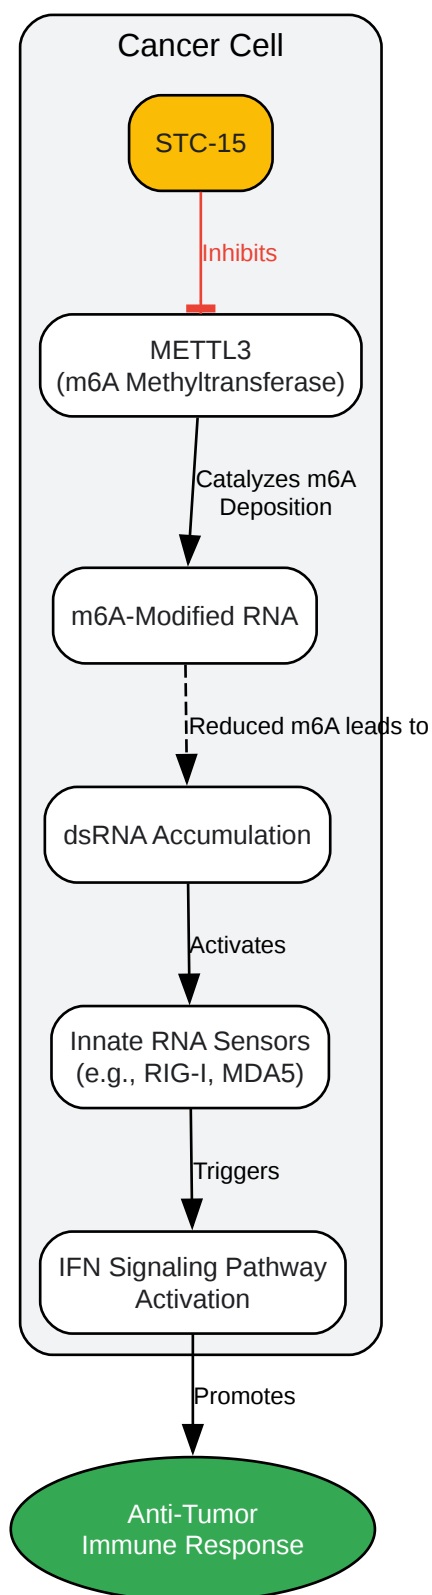 Cancer Cell
STC-15
Inhibits
METTL3
(m6A Methyltransferase)
Catalyzes m6A
Deposition
m6A-Modified RNA
Reduced m6A leads to
dsRNA Accumulation
Activates
Innate RNA Sensors
(e.g., RIG-I, MDA5)
Triggers
IFN Signaling Pathway
Activation
Promotes
Anti-Tumor
Immune Response